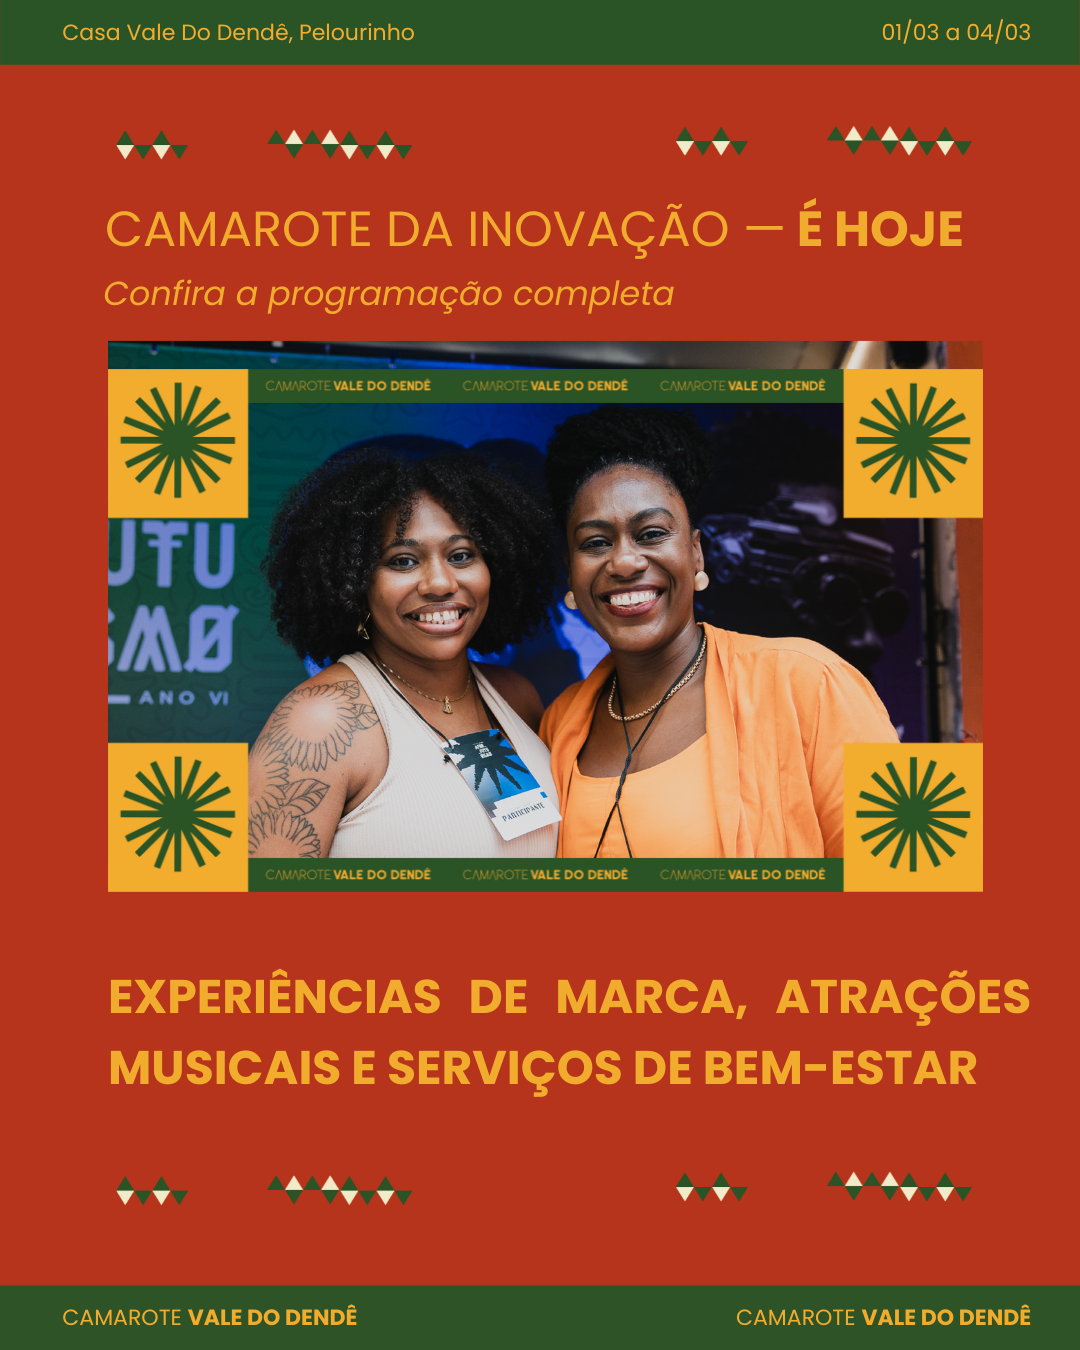 Casa Vale Do Dendê, Pelourinho
01/03 a 04/03
CAMAROTE DA INOVAÇÃO — É HOJE
Confira a programação completa
CAMAROTE VALE DO DENDÊ CAMAROTE VALE DO DENDÊ CAMAROTE VALE DO DENDÊ
UTU
SMO
— ANO VI
AFRO
FUTU
RISMO
PARTICIPANTE
CAMAROTE VALE DO DENDÊ CAMAROTE VALE DO DENDÊ CAMAROTE VALE DO DENDÊ
EXPERIÊNCIAS DE MARCA, ATRAÇÕES
MUSICAIS E SERVIÇOS DE BEM-ESTAR
CAMAROTE VALE DO DENDÊ
CAMAROTE VALE DO DENDÊ